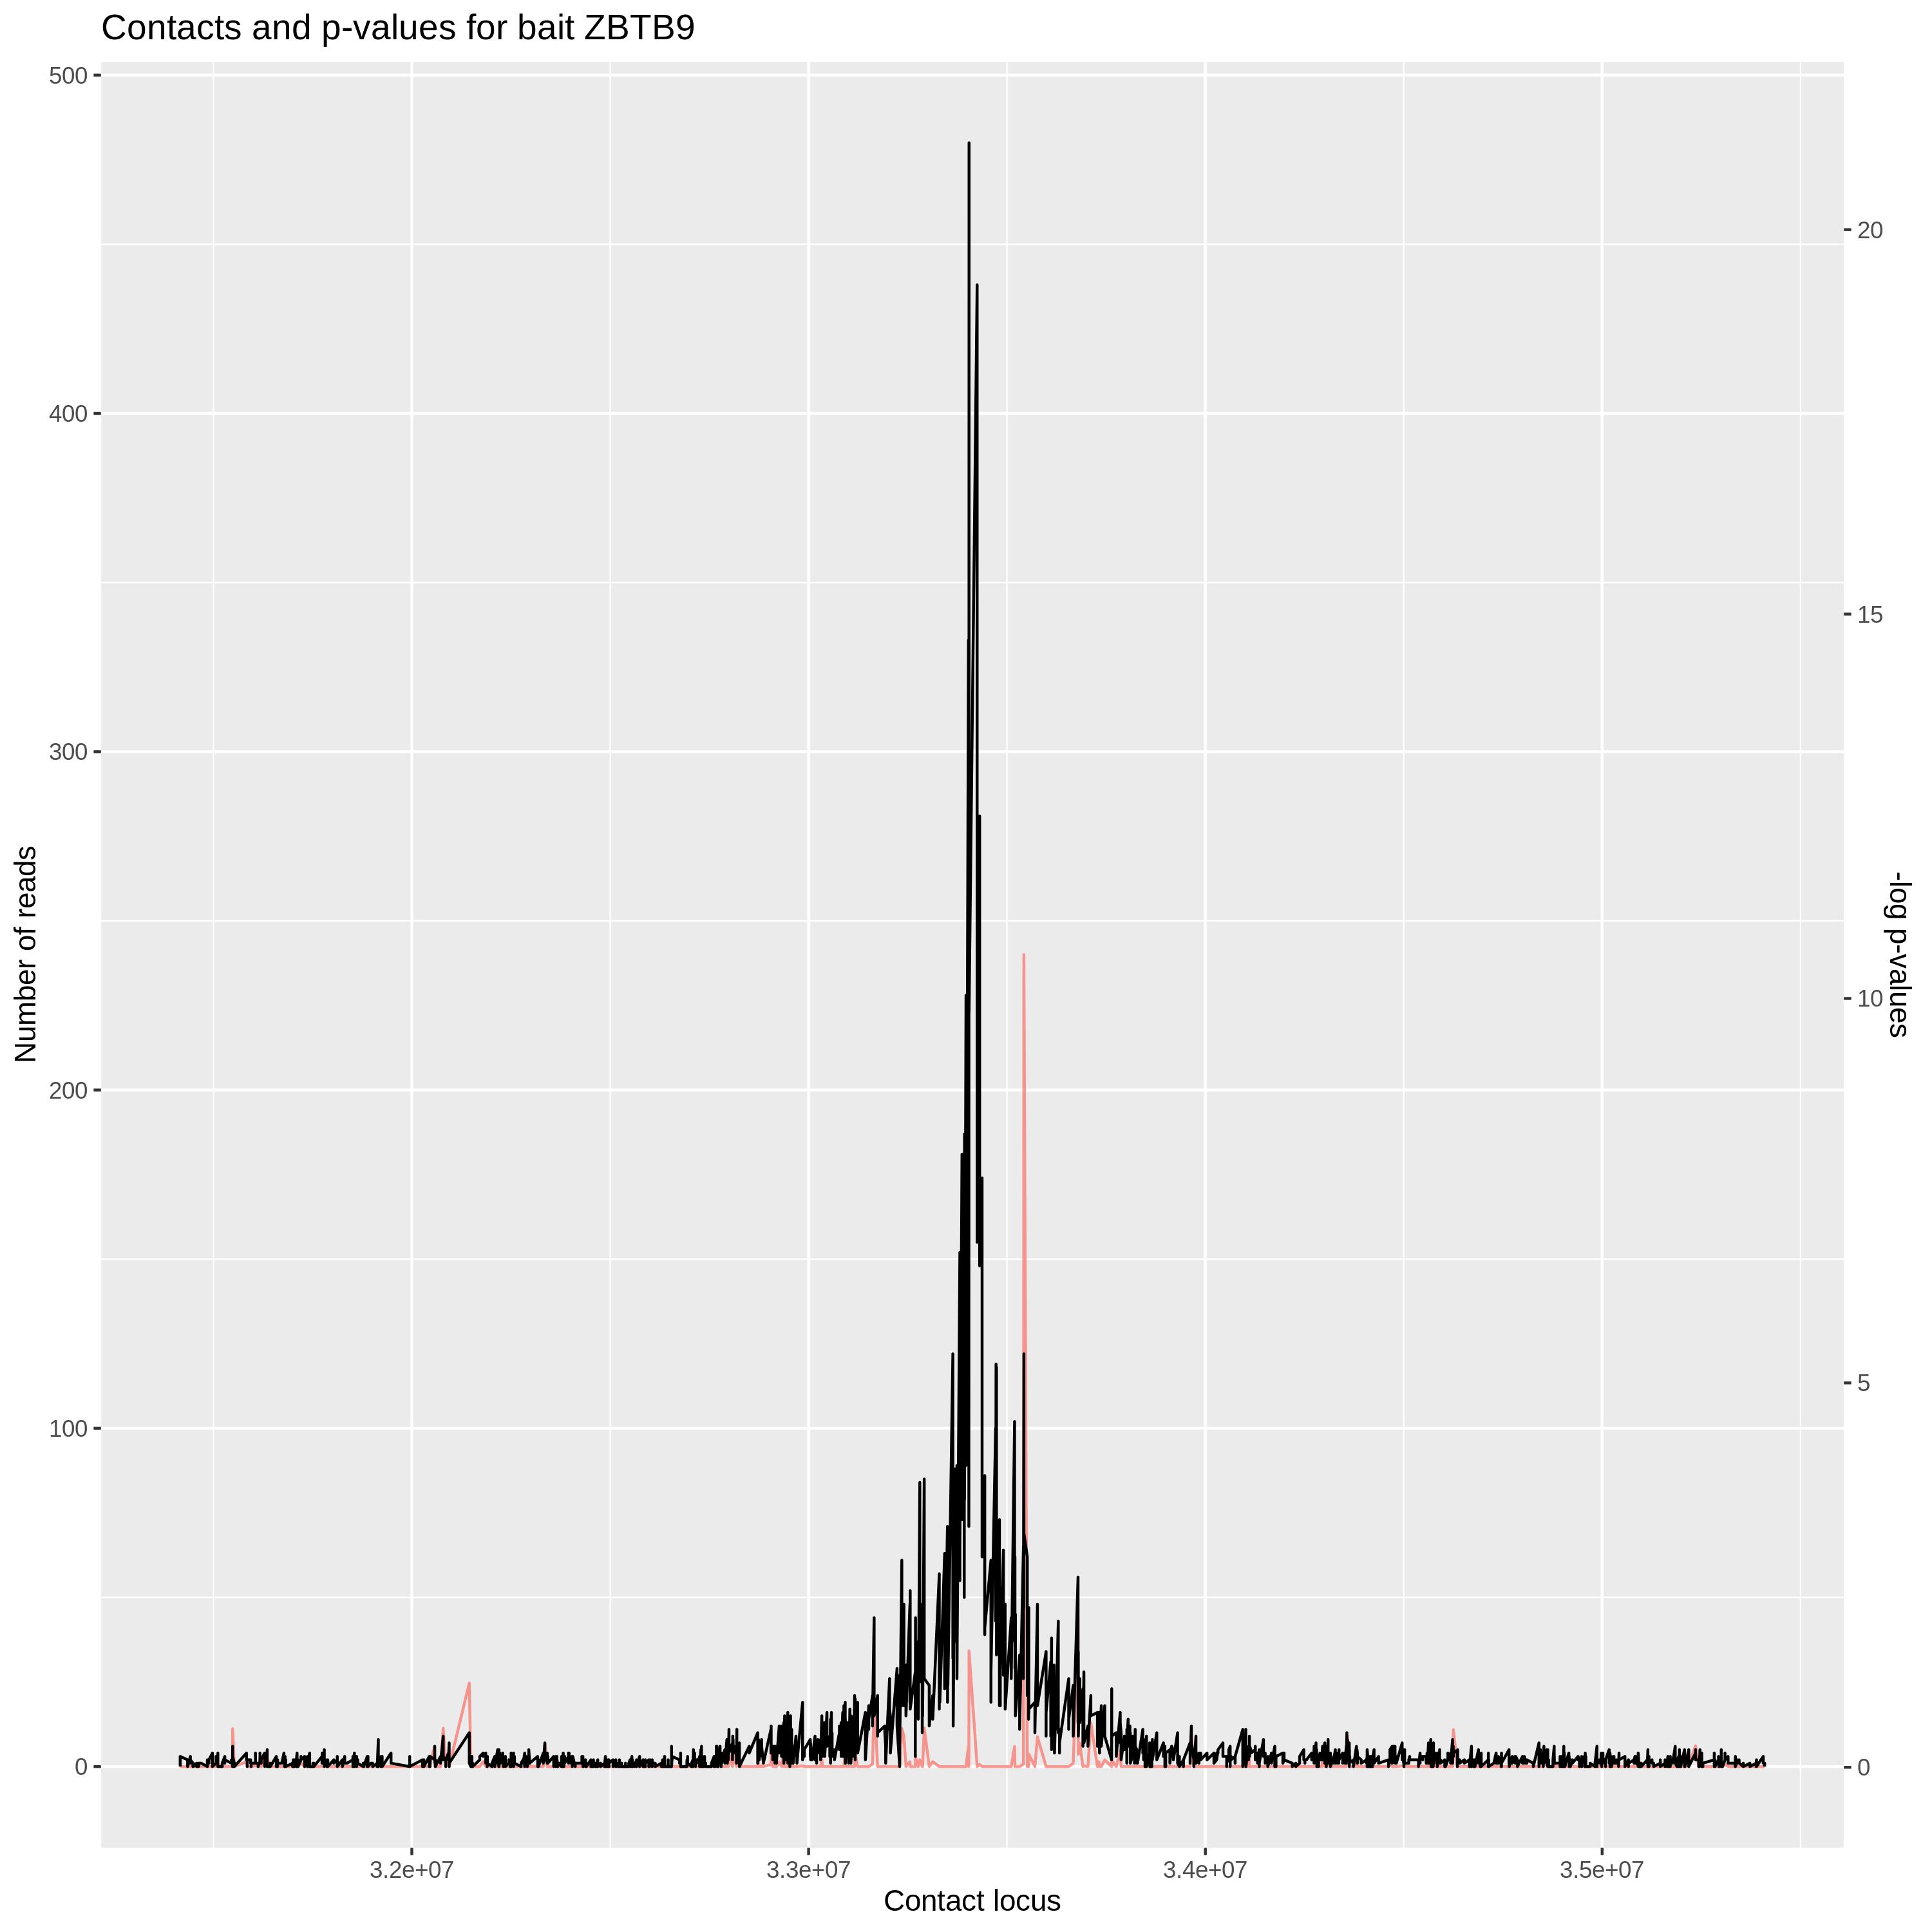 Contacts and p-values for bait ZBTB9
500
400
300
200
100
0
Number of reads
20
15
10
5
0
-log p-values
3.2e+07
3.3e+07
3.4e+07
3.5e+07
Contact locus